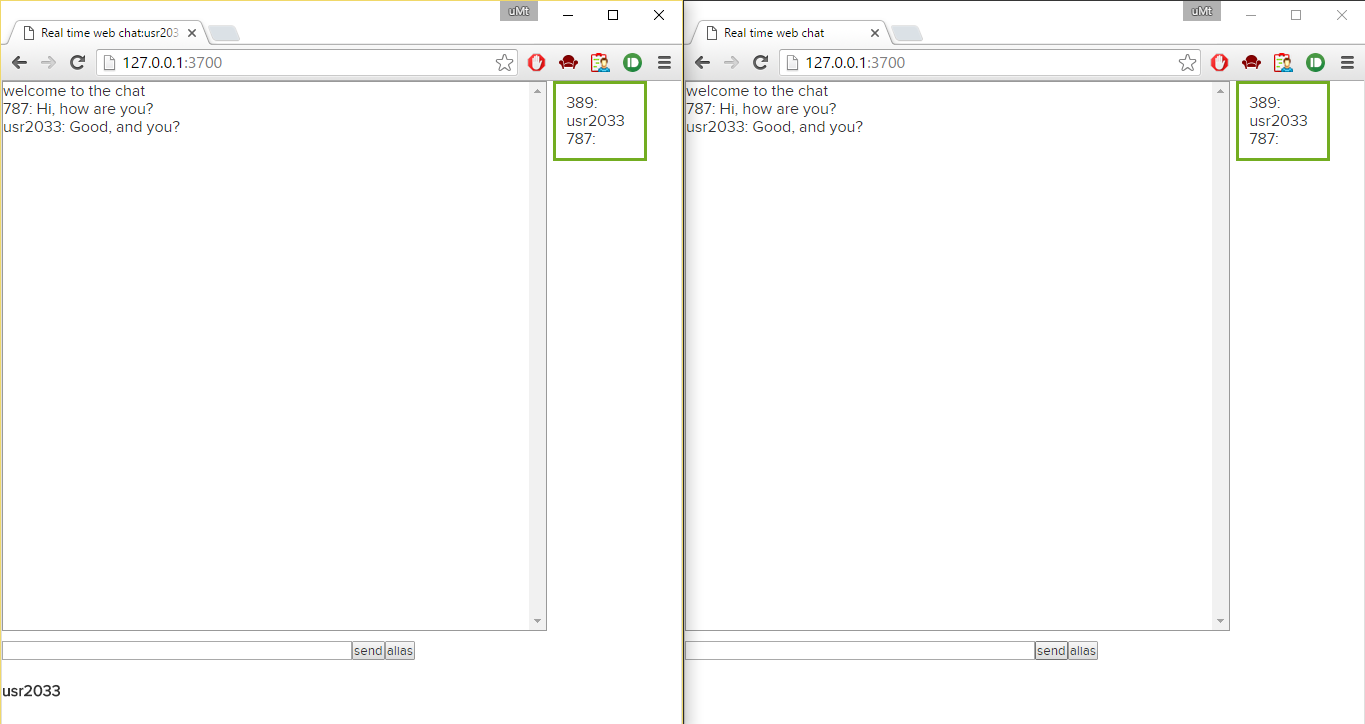 uMt
Real time web chat:usr203
127.0.0.1:3700
welcome to the chat
787: Hi, how are you?
usr2033: Good, and you?
389:
usr2033
787:
send
alias
usr2033
uMt
Real time web chat
127.0.0.1:3700
welcome to the chat
787: Hi, how are you?
usr2033: Good, and you?
389:
usr2033
787:
send
alias